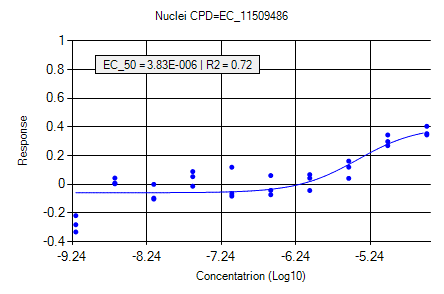 Nuclei CPD=EC_11509486
EC_50 = 3.83E-006 | R2 = 0.72
1
0.8
0.6
0.4
0.2
0
-0.2
-0.4
Response
-9.24 -8.24 -7.24 -6.24 -5.24
Concentatrion (Log10)